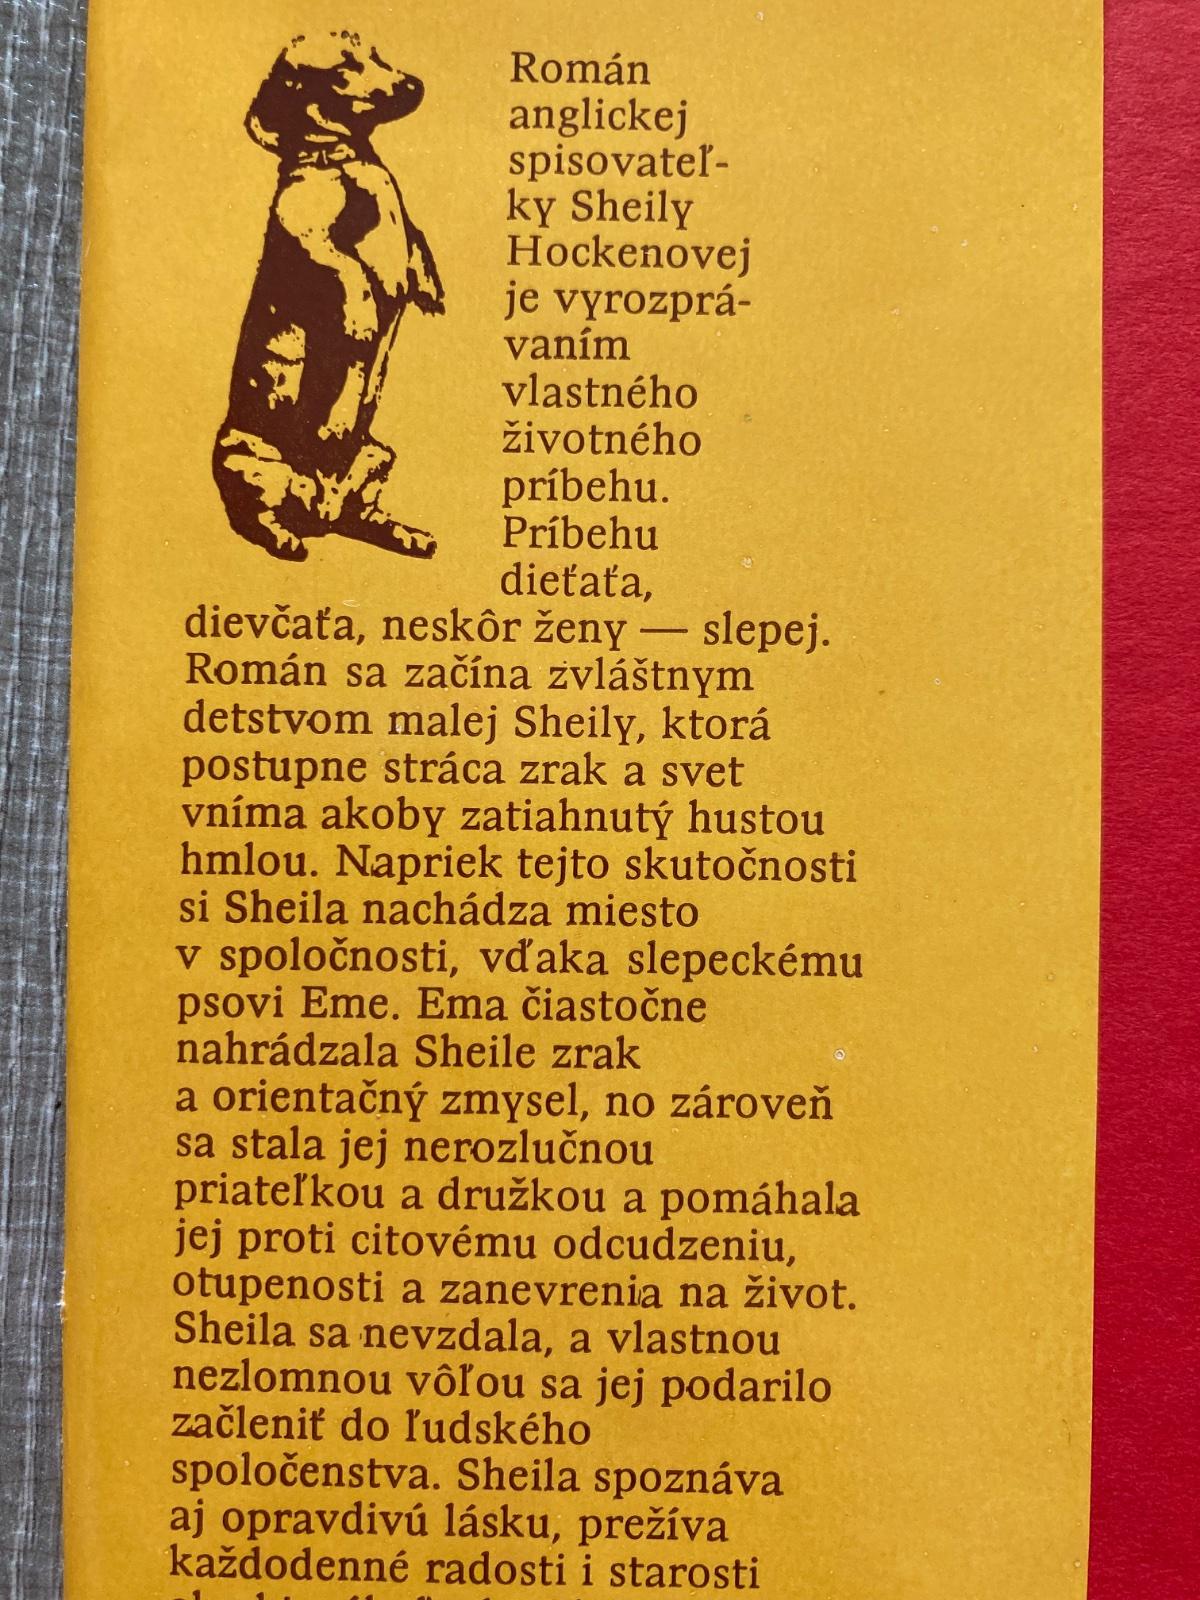 Román
anglickej
spisovateľ-
ky Sheily
Hockenovej
je vyrozprá-
vaním
vlastného
životného
príbehu.
Príbehu
dieťaťa,
dievčaťa, neskôr ženy — slepej.
Román sa začína zvláštnym
detstvom malej Sheily, ktorá
postupne stráca zrak a svet
vníma akoby zatiahnutý hustou
hmlou. Napriek tejto skutočnosti
si Sheila nachádza miesto
v spoločnosti, vďaka slepeckému
psovi Eme. Ema čiastočne
nahrádzala Sheile zrak
a orientačný zmysel, no zároveň
sa stala jej nerozlučnou
priateľkou a družkou a pomáhala
jej proti citovému odcudzeniu,
otupenosti a zanevrenia na život.
Sheila sa nevzdala, a vlastnou
nezlomnou vôľou sa jej podarilo
začleniť do ľudského
spoločenstva. Sheila spoznáva
aj opravdivú lásku, prežíva
každodenné radosti i starosti